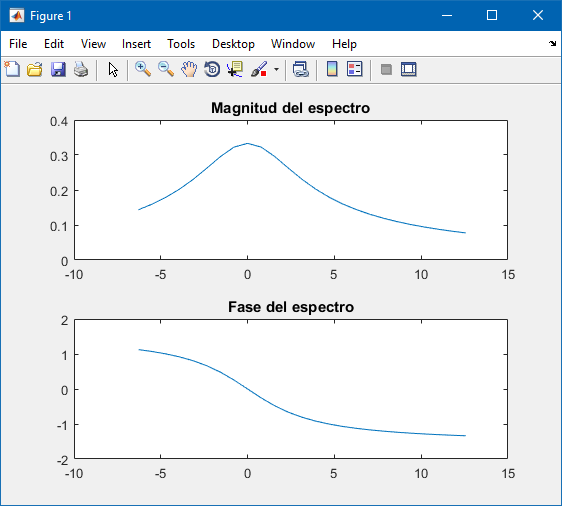 Figure 1
File Edit View Insert Tools Desktop Window Help
Magnitud del espectro
0.4
0.3
0.2
0.1
0
-10 -5 0 5 10 15
Fase del espectro
2
1
0
-1
-2
-10 -5 0 5 10 15